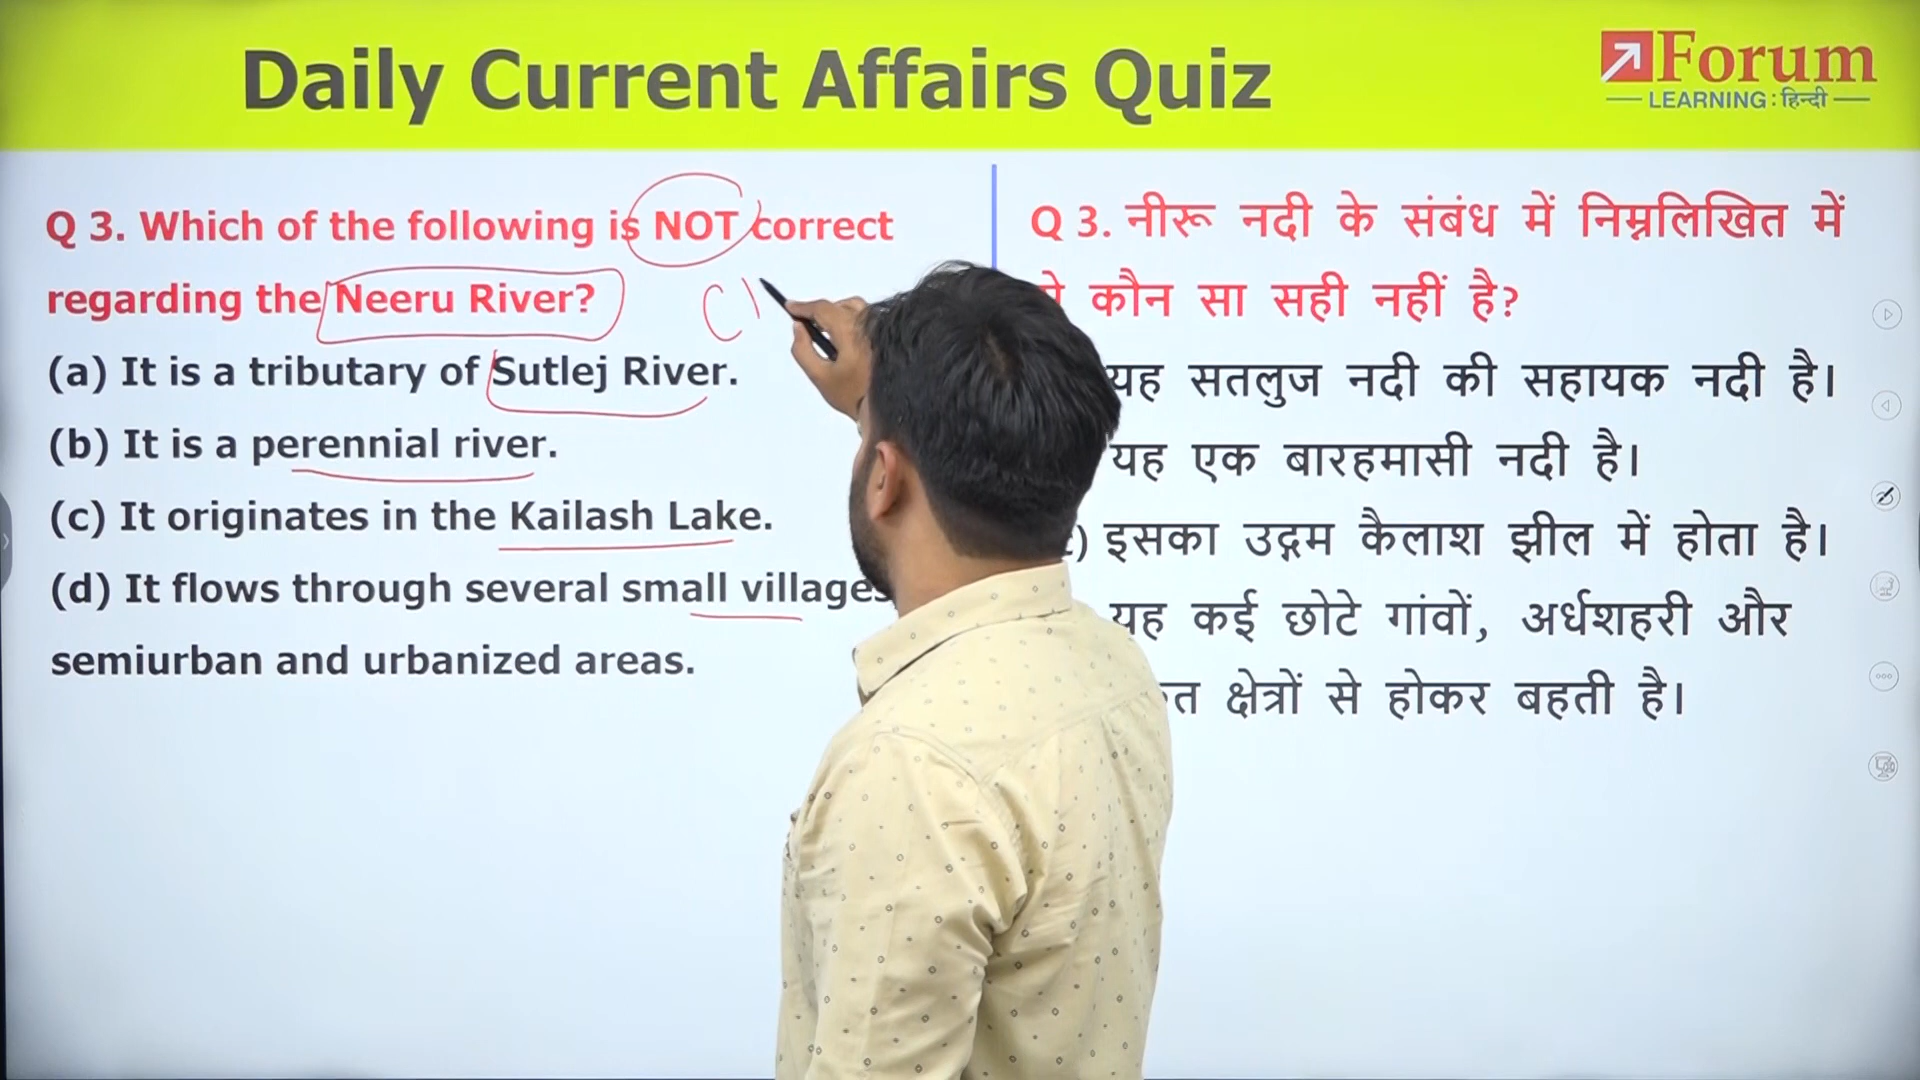 Daily Current Affairs Quiz
Forum
LEARNING : हिन्दी
Q 3. Which of the following is NOT correct
regarding the Neeru River?
(a) It is a tributary of Sutlej River.
(b) It is a perennial river.
(c) It originates in the Kailash Lake.
(d) It flows through several small villages
semiurban and urbanized areas.
Q 3. नीरू नदी के संबंध में निम्नलिखित में
कौन सा सही नहीं है?
यह सतलुज नदी की सहायक नदी है।
यह एक बारहमासी नदी है।
इसका उद्गम कैलाश झील में होता है।
यह कई छोटे गांवों, अर्धशहरी और
क्षेत्रों से होकर बहती है।